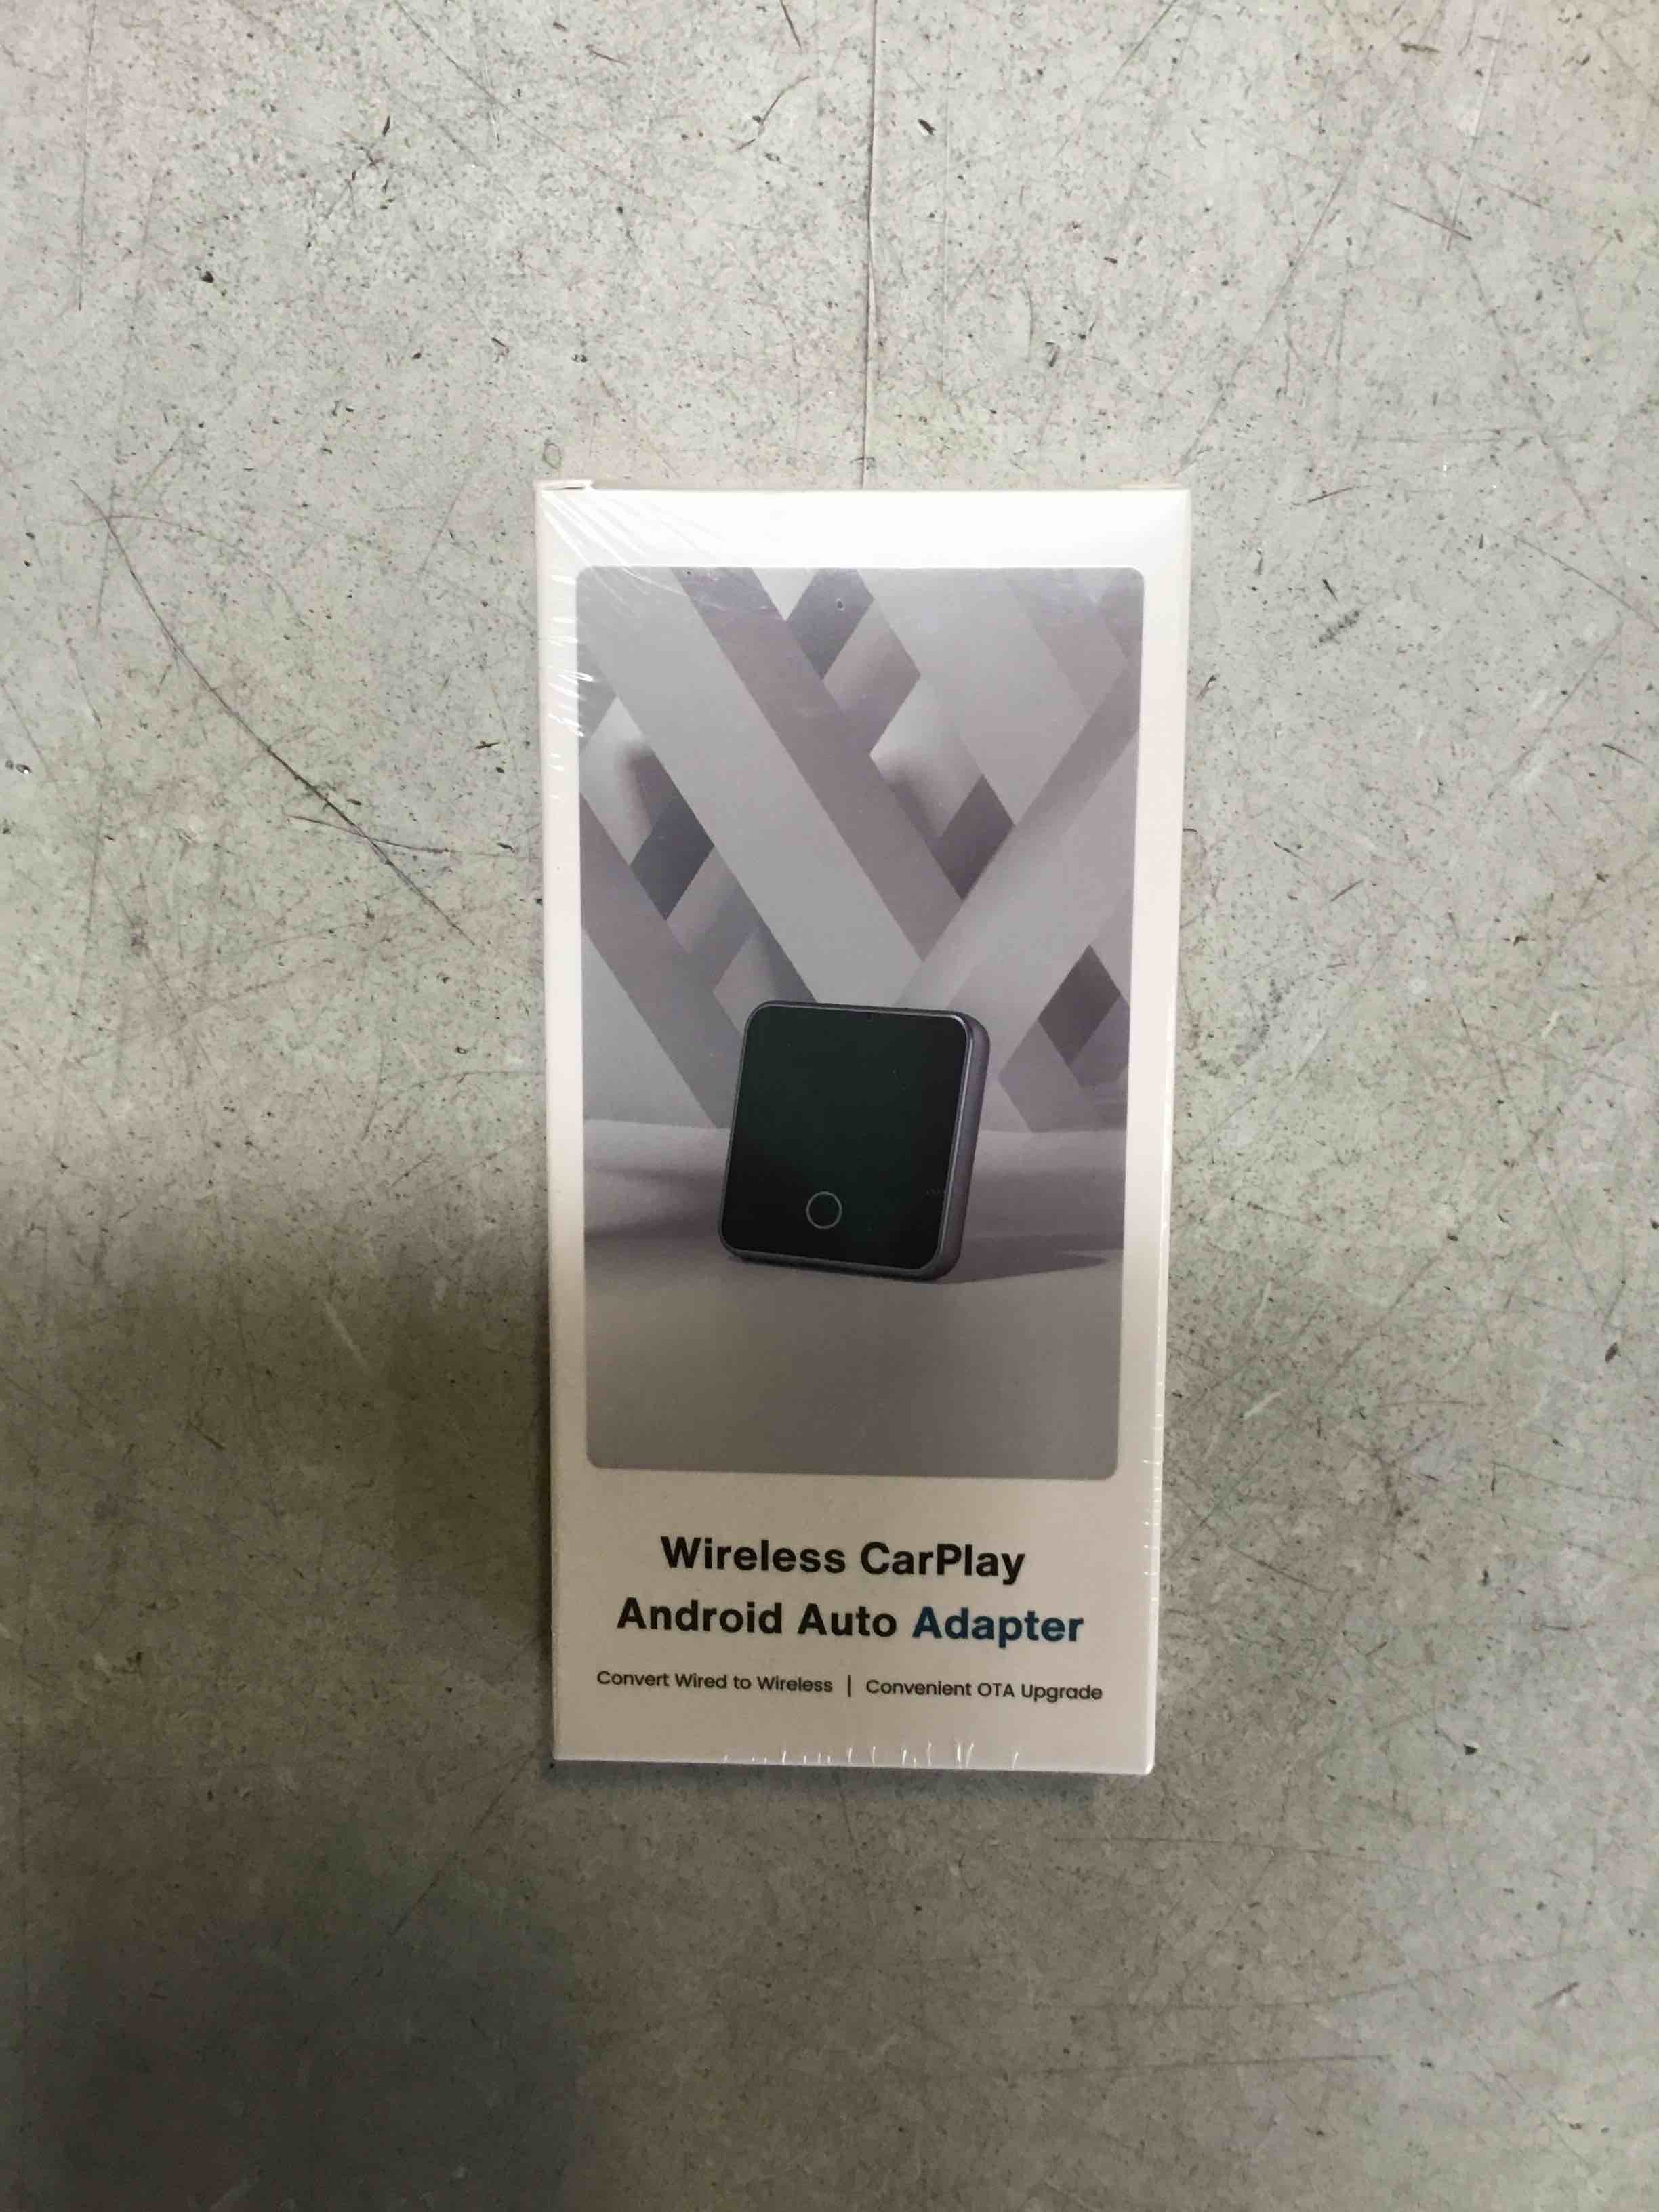 Wireless CarPlay
Android Auto Adapter
Convert Wired to Wireless | Convenient OTA Upgrade